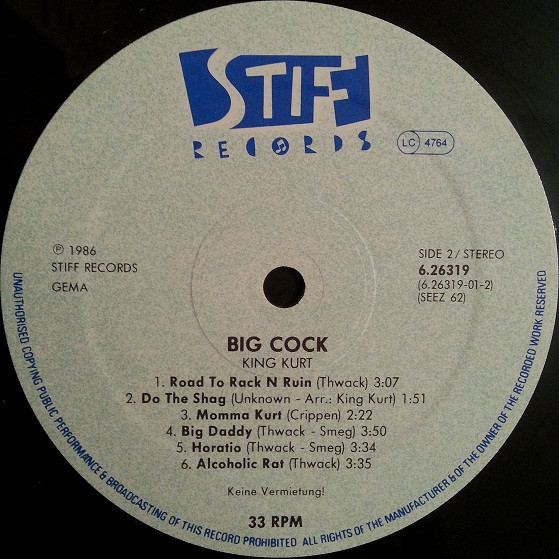 STIFF
RECORDS
LC 4764
℗ 1986
STIFF RECORDS
GEMA
SIDE 2/ STEREO
6.26319
(6.26319-01-2)
(SEEZ 62)
BIG COCK
KING KURT
1. Road To Rack N Ruin (Thwack) 3:07
2. Do The Shag (Unknown - Arr.: King Kurt) 1:51
3. Momma Kurt (Crippen) 2:22
4. Big Daddy (Thwack - Smeg) 3:50
5. Horatio (Thwack - Smeg) 3:34
6. Alcoholic Rat (Thwack) 3:35
Keine Vermietung!
33 RPM
UNAUTHORISED COPYING PUBLIC PERFORMANCE & BROADCASTING OF THIS RECORD PROHIBITED ALL RIGHTS OF THE MANUFACTURER & OF THE OWNER OF THE RECORDED WORK RESERVED